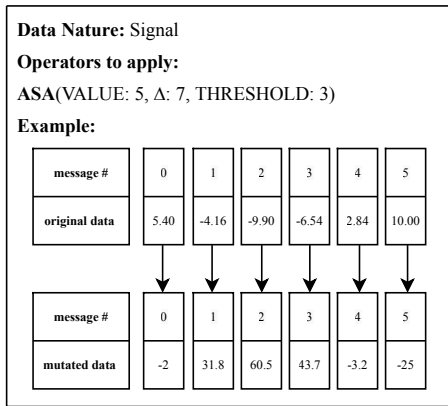 Data Nature: Signal
Operators to apply:
ASA(VALUE: 5, Δ: 7, THRESHOLD: 3)
Example:
message # 0 1 2 3 4 5
original data 5.40 -4.16 -9.90 -6.54 2.84 10.00
message # 0 1 2 3 4 5
mutated data -2 31.8 60.5 43.7 -3.2 -25